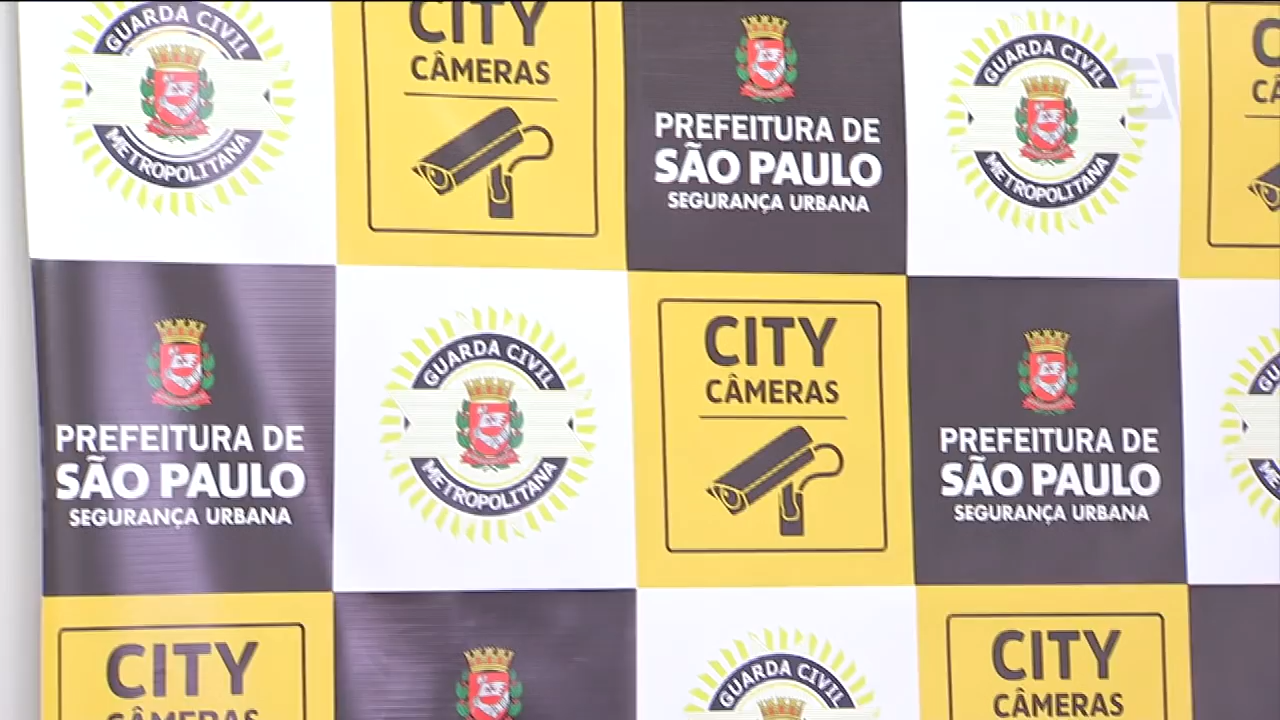 GUARDA CIVIL
METROPOLITANA
CITY
CÂMERAS
PREFEITURA DE
SÃO PAULO
SEGURANÇA URBANA
GUARDA CIVIL
METROPOLITANA
PREFEITURA DE
SÃO PAULO
SEGURANÇA URBANA
GUARDA CIVIL
METROPOLITANA
CITY
CÂMERAS
PREFEITURA DE
SÃO PAULO
SEGURANÇA URBANA
CITY
CÂMERAS
GUARDA CIVIL
CITY
CÂMERAS